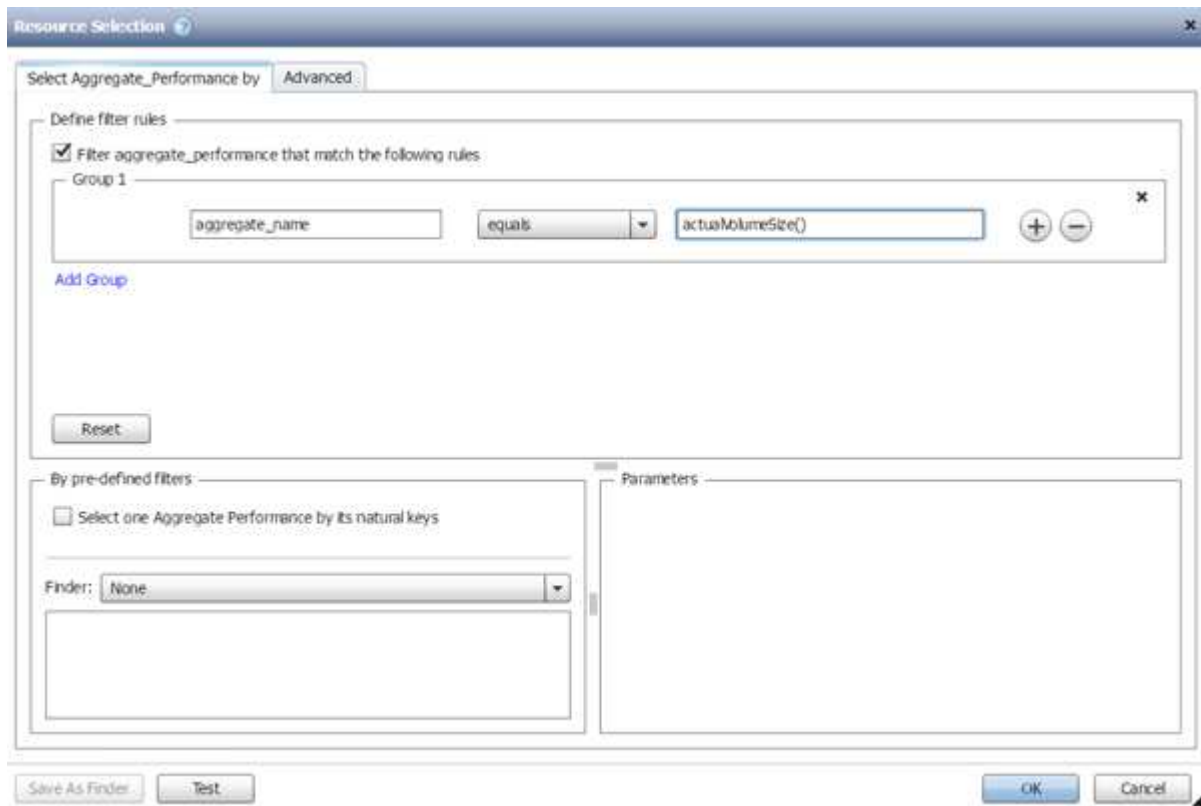 Resource Selection
Select Aggregate_Performance by
Advanced
Define filter rules
Filter aggregate_performance that match the following rules
Group 1
aggregate_name
equals
actualVolumeSize()
Add Group
Reset
By pre-defined filters
Select one Aggregate Performance by its natural keys
Finder:
None
Parameters
Save As Finder
Test
OK
Cancel